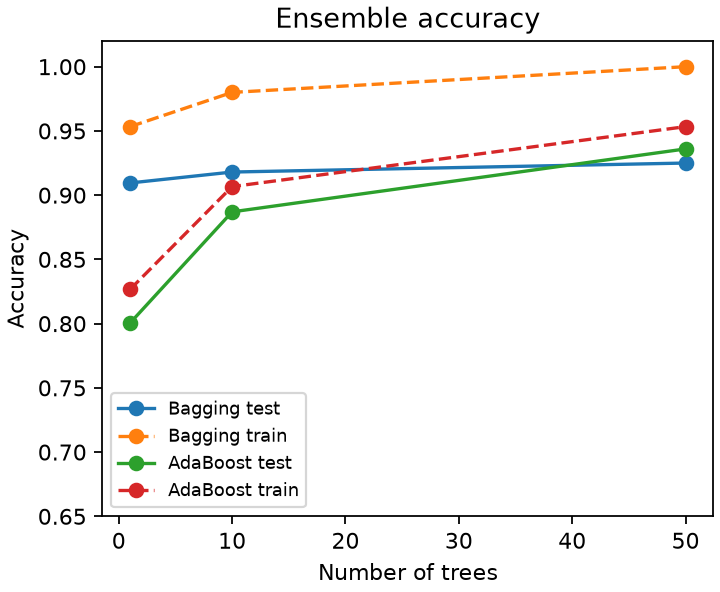 Ensemble accuracy
Accuracy
1.00
0.95
0.90
0.85
0.80
0.75
0.70
0.65
Bagging test
Bagging train
AdaBoost test
AdaBoost train
0 10 20 30 40 50
Number of trees